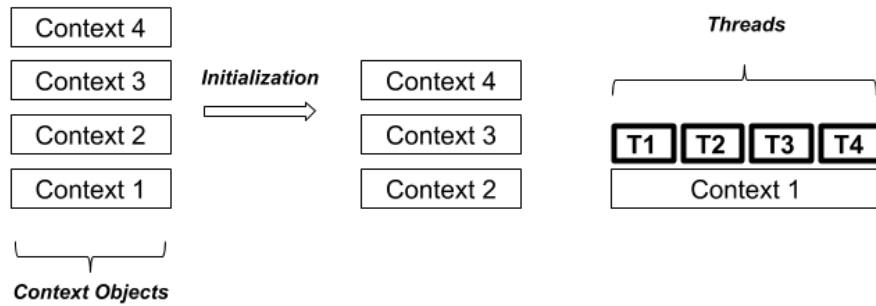 Context 4
Context 3
Context 2
Context 1
Context Objects
Initialization
Context 4
Context 3
Context 2
Threads
T1 T2 T3 T4
Context 1